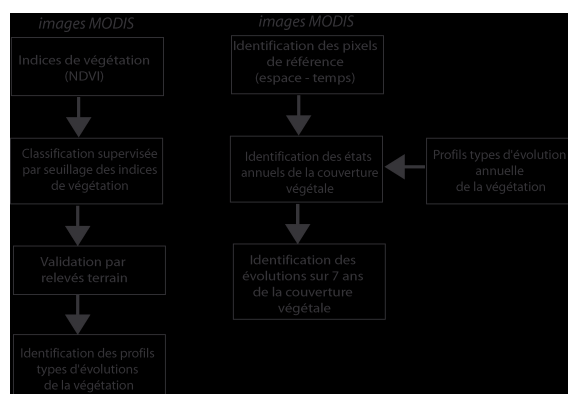 images MODIS
Indices de végétation
(NDVI)
Classification supervisée
par seuillage des indices
de végétation
Validation par
relevés terrain
Identification des profils
types d'évolutions
de la végétation
images MODIS
Identification des pixels
de référence
(espace - temps)
Identification des états
annuels de la couverture
végétale
Profils types d'évolution
annuelle
de la végétation
Identification des
évolutions sur 7 ans
de la couverture
végétale